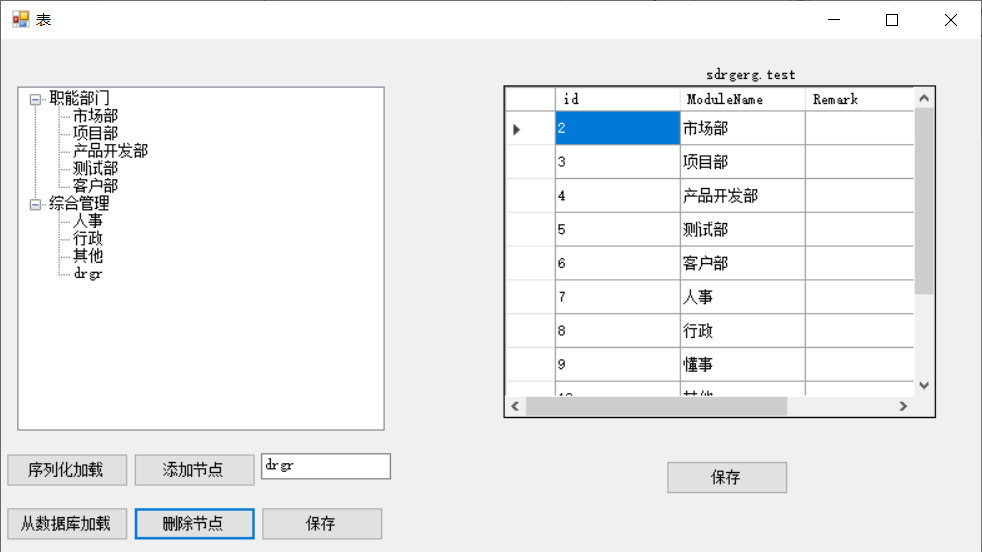 表
职能部门
市场部
项目部
产品开发部
测试部
客户部
综合管理
人事
行政
其他
drgr
序列化加载 添加节点 drgr
从数据库加载 删除节点 保存
sdrgerg.test
id ModuleName Remark
2 市场部
3 项目部
4 产品开发部
5 测试部
6 客户部
7 人事
8 行政
9 懂事
10 其他
保存